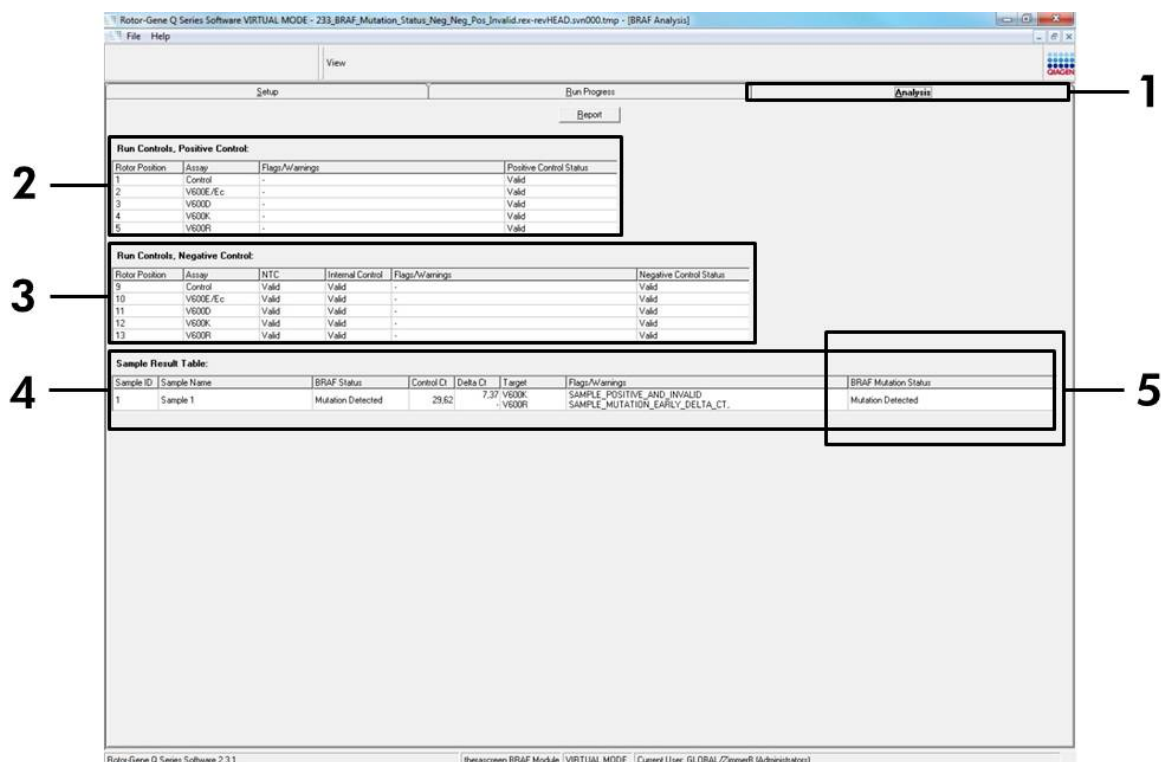 Rotor-Gene Q Series Software VIRTUAL MODE - 233_BRAF_Mutation_Status_Neg_Neg_Pos_Invalid.rex-revHEAD.svn000.tmp - [BRAF Analysis]
File Help
View
QIAGEN
Setup Run Progress Analysis
1
Report
2
Run Controls, Positive Control:
Rotor Position Assay Flags/Warnings Positive Control Status
1 Control - Valid
2 V600E/Ec - Valid
3 V600D - Valid
4 V600K - Valid
5 V600R - Valid
3
Run Controls, Negative Control:
Rotor Position Assay NTC Internal Control Flags/Warnings Negative Control Status
9 Control Valid Valid - Valid
10 V600E/Ec Valid Valid - Valid
11 V600D Valid Valid - Valid
12 V600K Valid Valid - Valid
13 V600R Valid Valid - Valid
4
Sample Result Table:
Sample ID Sample Name BRAF Status Control Ct Delta Ct Target Flags/Warnings BRAF Mutation Status
1 Sample 1 Mutation Detected 29,62 7,37 V600K SAMPLE_POSITIVE_AND_INVALID Mutation Detected
- V600R SAMPLE_MUTATION_EARLY_DELTA_CT,
5
Rotor-Gene Q Series Software 2.3.1 therascreen BRAF Module VIRTUAL MODE Current User: GLOBAL/ZimmerB [Administrators]